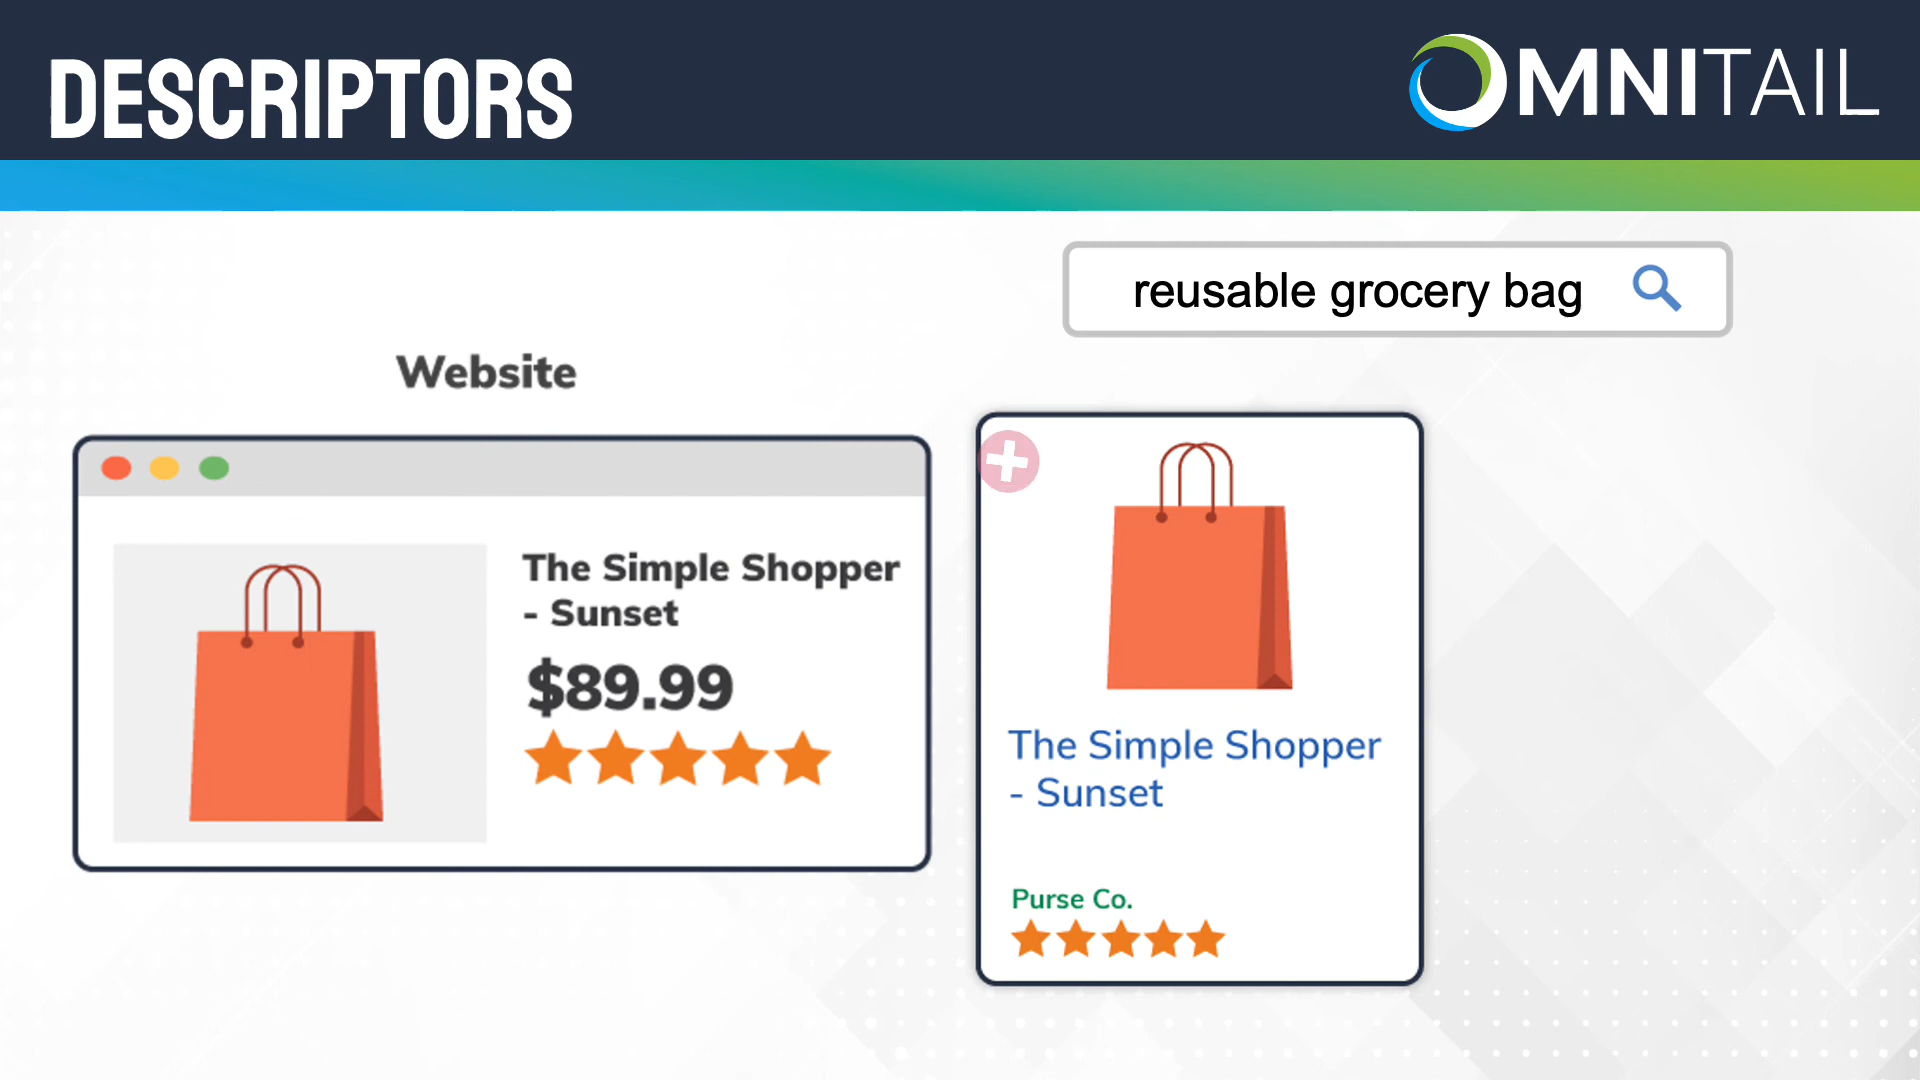 DESCRIPTORS
OMNITAIL
reusable grocery bag
Website
The Simple Shopper
- Sunset
$89.99
The Simple Shopper
- Sunset
Purse Co.